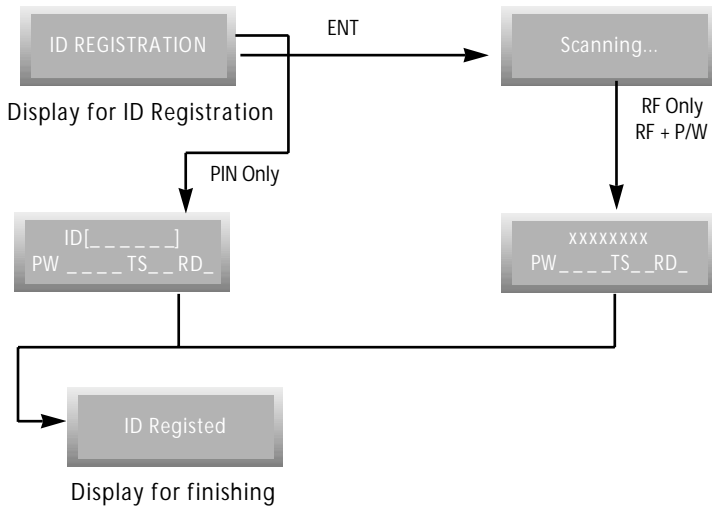 ID REGISTRATION
ENT
Scanning...
Display for ID Registration
RF Only
RF + P/W
PIN Only
ID[_ _ _ _ _ _]
PW _ _ _ _ TS_ _ RD_
xxxxxxxx
PW_ _ _ _TS_ _RD_
ID Registed
Display for finishing